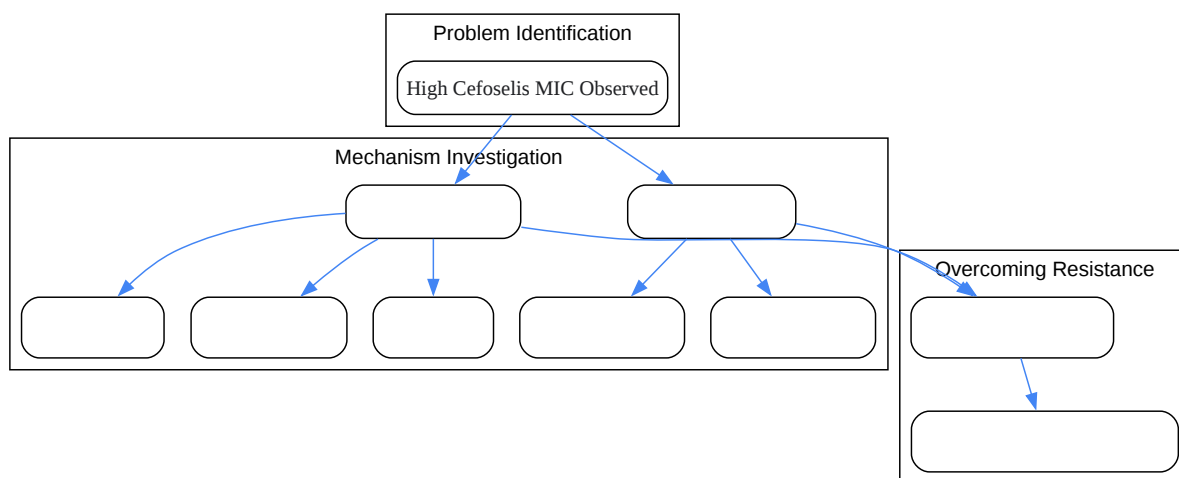 Problem Identification
High Cefoselis MIC Observed
Mechanism Investigation
Overcoming Resistance